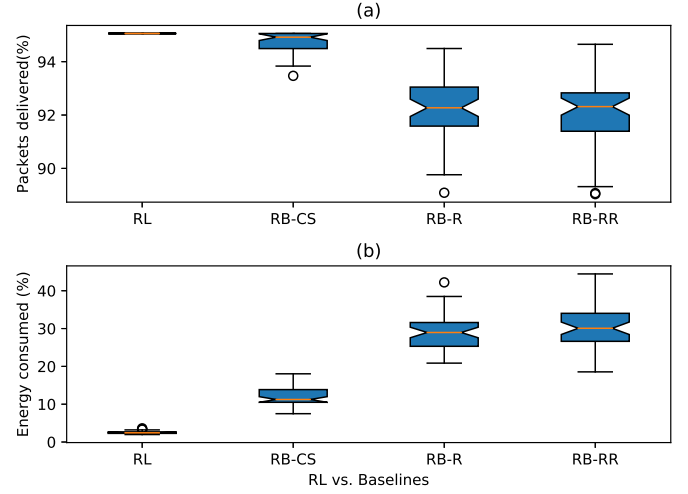 (a)
Packets delivered(%)
94
92
90
RL RB-CS RB-R RB-RR
(b)
Energy consumed (%)
40
30
20
10
0
RL RB-CS RB-R RB-RR
RL vs. Baselines